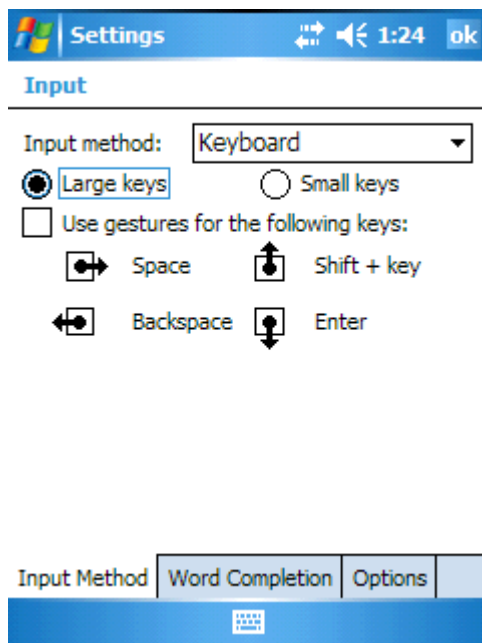 Settings 1:24 ok
Input
Input method: Keyboard
Large keys Small keys
Use gestures for the following keys:
Space Shift + key
Backspace Enter
Input Method Word Completion Options